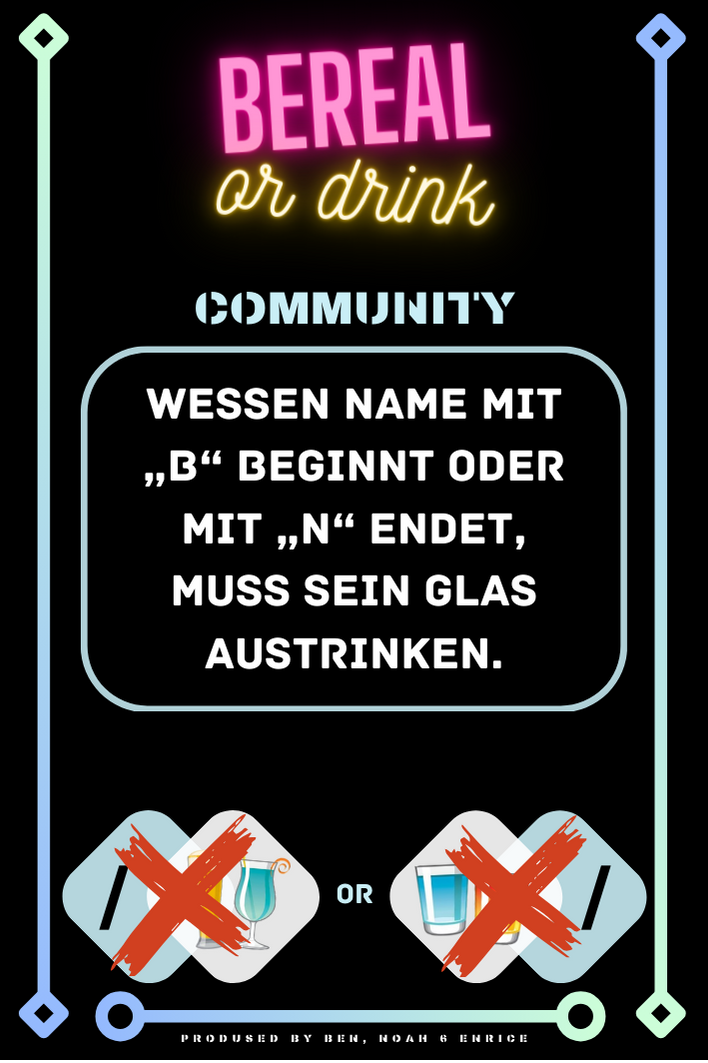 BEREAL
or drink
COMMUNITY
WESSEN NAME MIT
„B“ BEGINNT ODER
MIT „N“ ENDET,
MUSS SEIN GLAS
AUSTRINKEN.
/ OR /
PRODUSED BY BEN, NOAH & ENRICE